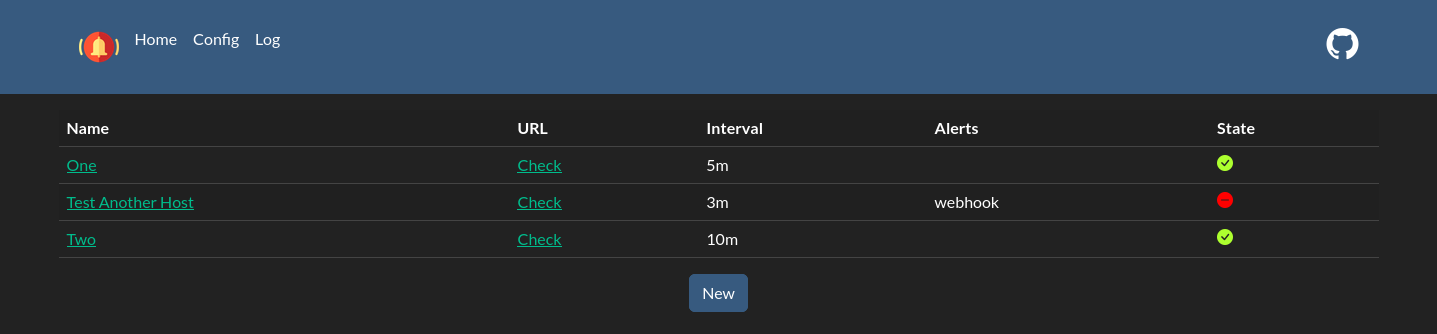 Home Config Log
Name URL Interval Alerts State
One Check 5m
Test Another Host Check 3m webhook
Two Check 10m
New